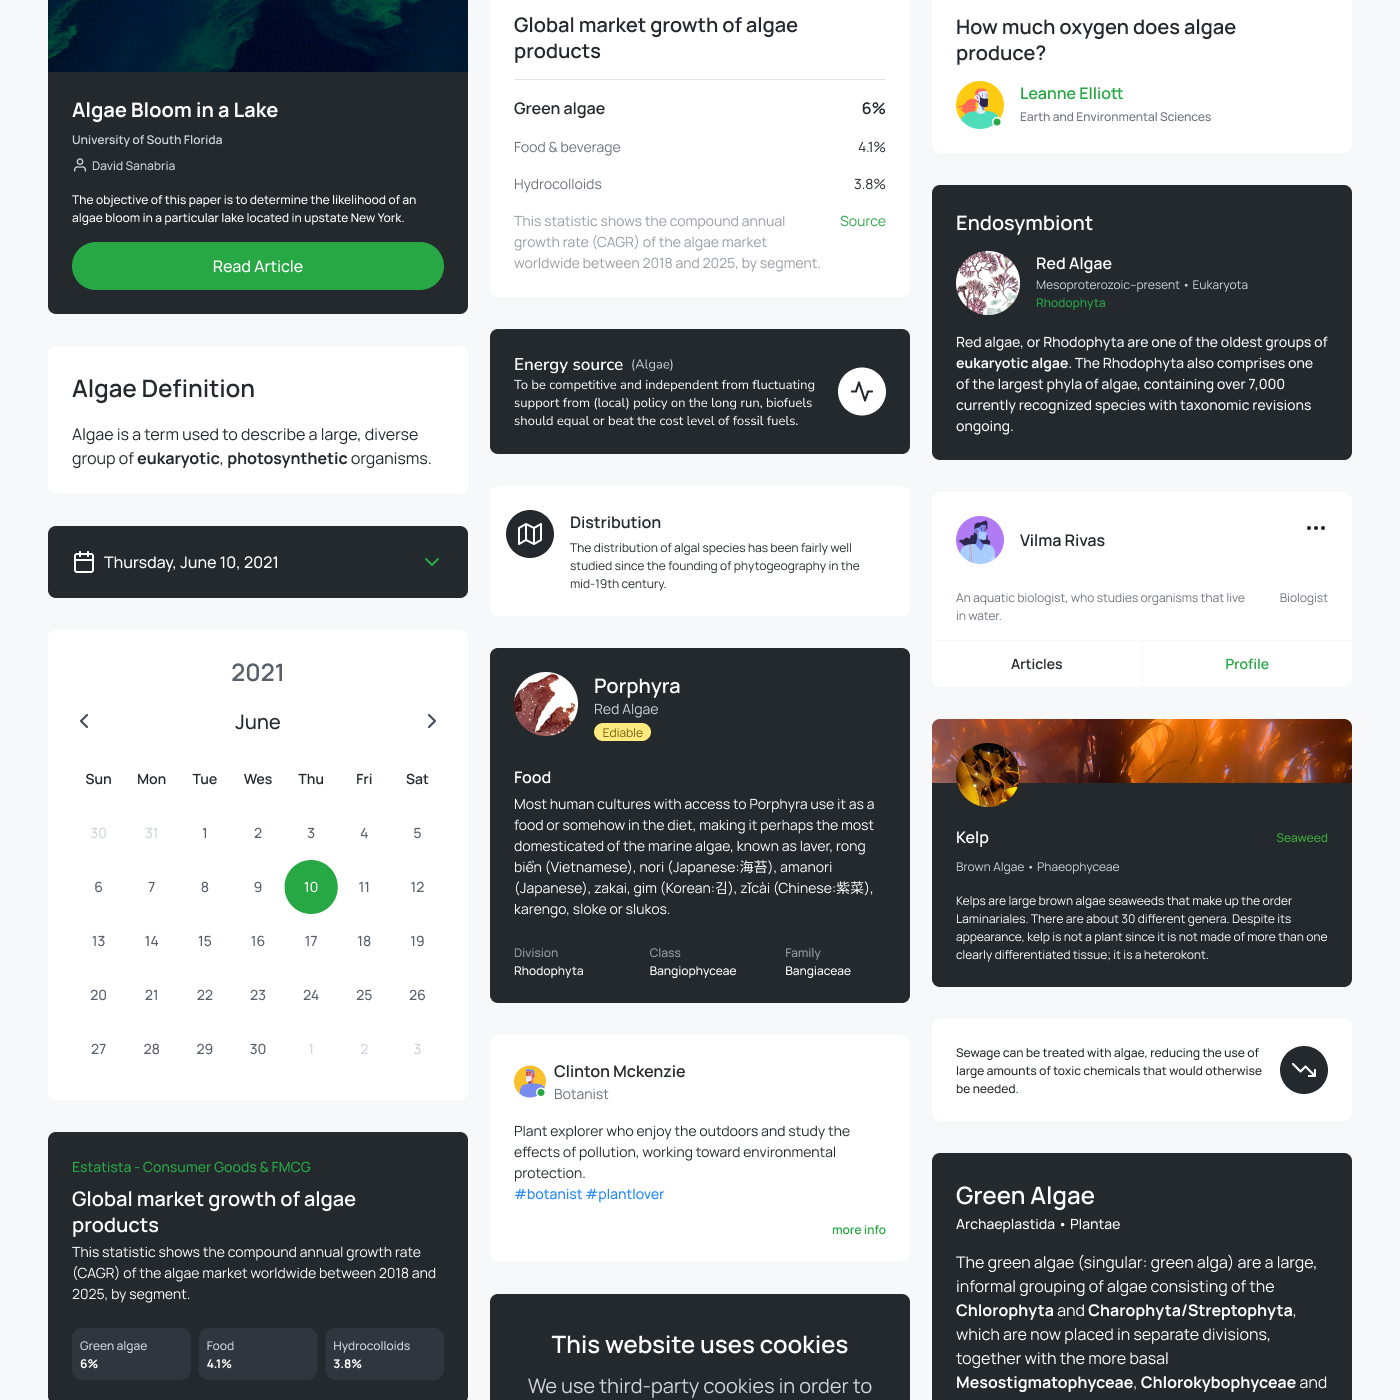 Algae Bloom in a Lake
University of South Florida
David Sanabria
The objective of this paper is to determine the likelihood of an
algae bloom in a particular lake located in upstate New York.
Read Article
Algae Definition
Algae is a term used to describe a large, diverse
group of eukaryotic, photosynthetic organisms.
Thursday, June 10, 2021
2021
June
Sun Mon Tue Wes Thu Fri Sat
30 31 1 2 3 4 5
6 7 8 9 10 11 12
13 14 15 16 17 18 19
20 21 22 23 24 25 26
27 28 29 30 1 2 3
Estatista - Consumer Goods & FMCG
Global market growth of algae
products
This statistic shows the compound annual growth rate
(CAGR) of the algae market worldwide between 2018 and
2025, by segment.
Green algae Food Hydrocolloids
6% 4.1% 3.8%
Global market growth of algae
products
Green algae 6%
Food & beverage 4.1%
Hydrocolloids 3.8%
This statistic shows the compound annual Source
growth rate (CAGR) of the algae market
worldwide between 2018 and 2025, by segment.
Energy source (Algae)
To be competitive and independent from fluctuating
support from (local) policy on the long run, biofuels
should equal or beat the cost level of fossil fuels.
Distribution
The distribution of algal species has been fairly well
studied since the founding of phytogeography in the
mid-19th century.
Porphyra
Red Algae
Ediable
Food
Most human cultures with access to Porphyra use it as a
food or somehow in the diet, making it perhaps the most
domesticated of the marine algae, known as laver, rong
biển (Vietnamese), nori (Japanese:海苔), amanori
(Japanese), zakai, gim (Korean:김), zǐcài (Chinese:紫菜),
karengo, sloke or slukos.
Division Class Family
Rhodophyta Bangiophyceae Bangiaceae
Clinton Mckenzie
Botanist
Plant explorer who enjoy the outdoors and study the
effects of pollution, working toward environmental
protection.
#botanist #plantlover
more info
This website uses cookies
We use third-party cookies in order to
How much oxygen does algae
produce?
Leanne Elliott
Earth and Environmental Sciences
Endosymbiont
Red Algae
Mesoproterozoic–present • Eukaryota
Rhodophyta
Red algae, or Rhodophyta are one of the oldest groups of
eukaryotic algae. The Rhodophyta also comprises one
of the largest phyla of algae, containing over 7,000
currently recognized species with taxonomic revisions
ongoing.
Vilma Rivas
An aquatic biologist, who studies organisms that live Biologist
in water.
Articles Profile
Kelp Seaweed
Brown Algae • Phaeophyceae
Kelps are large brown algae seaweeds that make up the order
Laminariales. There are about 30 different genera. Despite its
appearance, kelp is not a plant since it is not made of more than one
clearly differentiated tissue; it is a heterokont.
Sewage can be treated with algae, reducing the use of
large amounts of toxic chemicals that would otherwise
be needed.
Green Algae
Archaeplastida • Plantae
The green algae (singular: green alga) are a large,
informal grouping of algae consisting of the
Chlorophyta and Charophyta/Streptophyta,
which are now placed in separate divisions,
together with the more basal
Mesostigmatophyceae, Chlorokybophyceae and